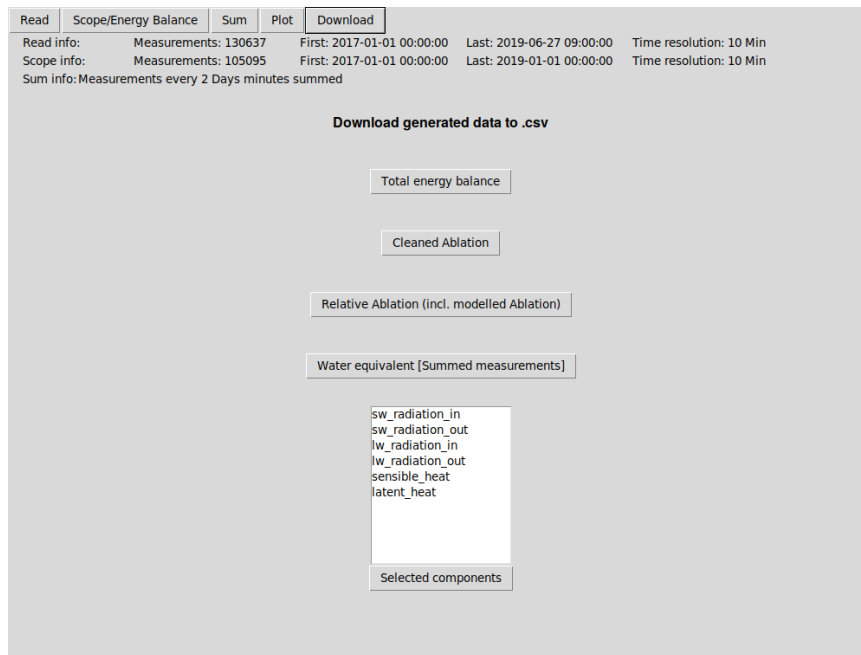 Read Scope/Energy Balance Sum Plot Download
Read info: Measurements: 130637 First: 2017-01-01 00:00:00 Last: 2019-06-27 09:00:00 Time resolution: 10 Min
Scope info: Measurements: 105095 First: 2017-01-01 00:00:00 Last: 2019-01-01 00:00:00 Time resolution: 10 Min
Sum info: Measurements every 2 Days minutes summed
Download generated data to .csv
Total energy balance
Cleaned Ablation
Relative Ablation (incl. modelled Ablation)
Water equivalent [Summed measurements]
sw_radiation_in
sw_radiation_out
lw_radiation_in
lw_radiation_out
sensible_heat
latent_heat
Selected components